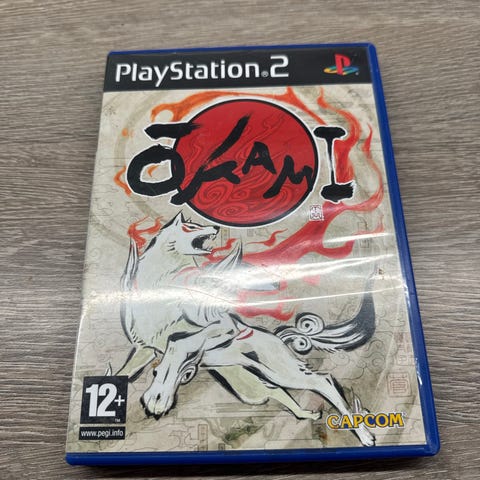 PlayStation®2
ŌKAMI
12+
www.pegi.info
CAPCOM